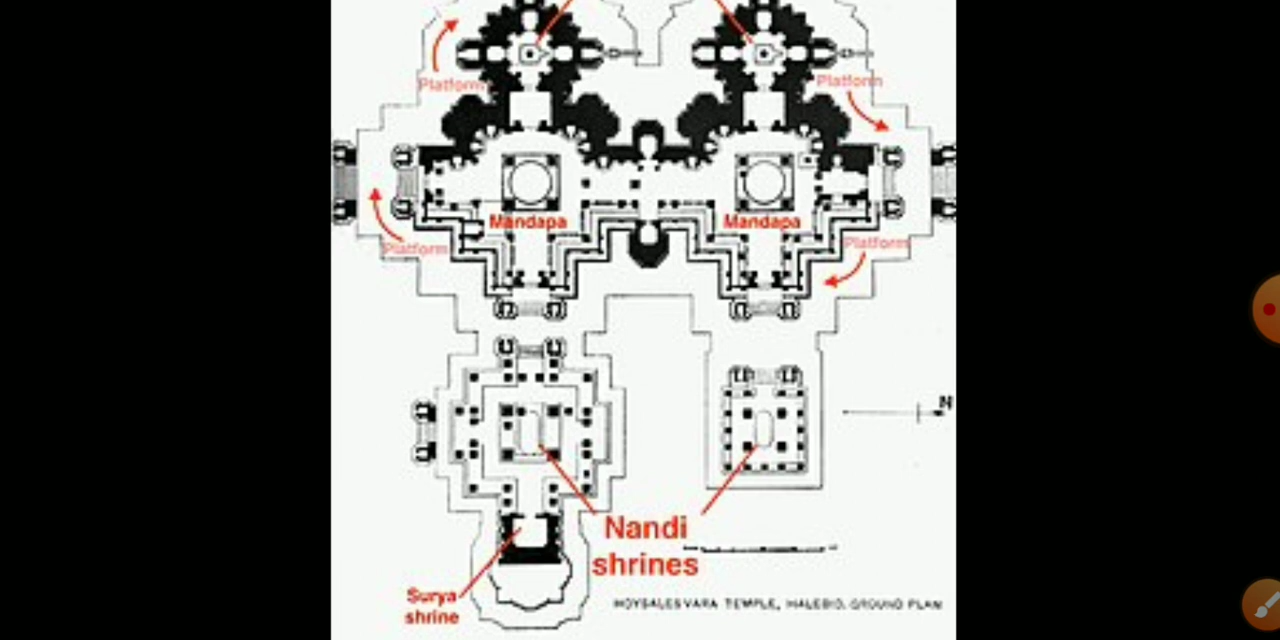 Platform
Platform
Mandapa
Mandapa
Platform
Platform
N
Nandi
shrines
Surya
shrine
HOYSALESVARA TEMPLE, HALEBID, GROUND PLAN